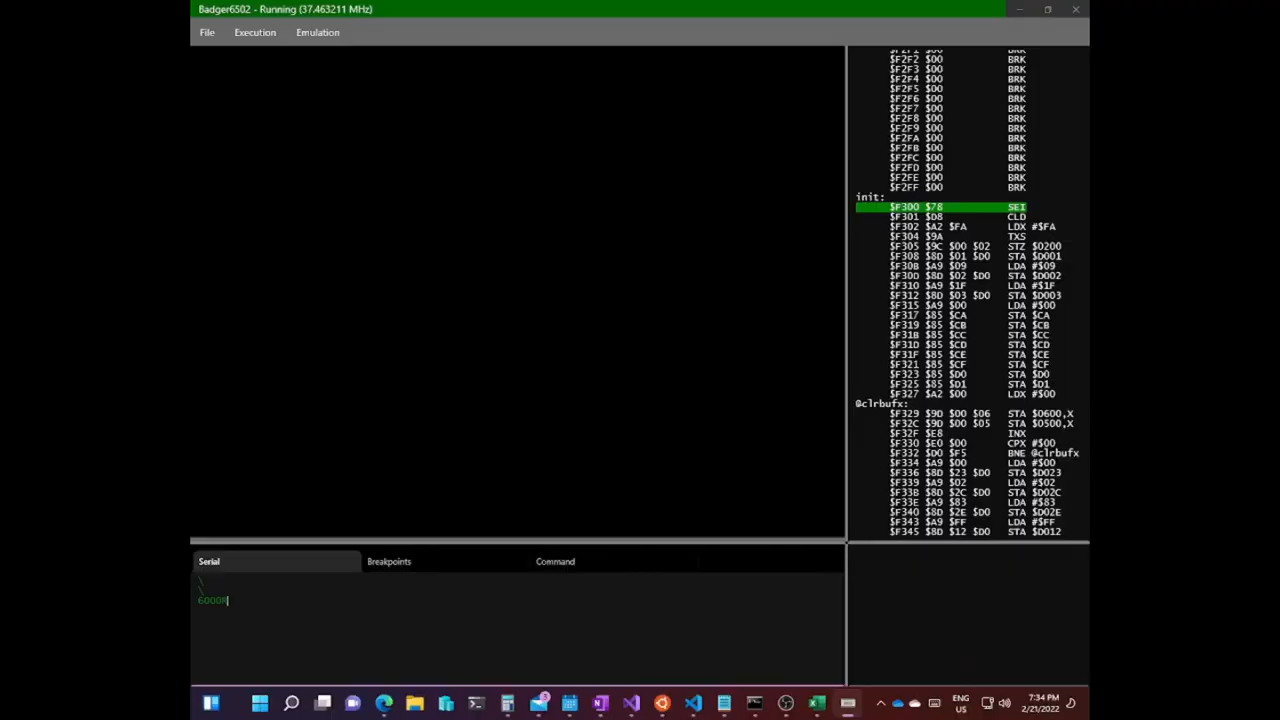 Badger6502 - Running (37.463211 MHz)
File Execution Emulation
$F2F1 $00 BRK
$F2F2 $00 BRK
$F2F3 $00 BRK
$F2F4 $00 BRK
$F2F5 $00 BRK
$F2F6 $00 BRK
$F2F7 $00 BRK
$F2F8 $00 BRK
$F2F9 $00 BRK
$F2FA $00 BRK
$F2FB $00 BRK
$F2FC $00 BRK
$F2FD $00 BRK
$F2FE $00 BRK
$F2FF $00 BRK
init:
$F300 $78 SEI
$F301 $D8 CLD
$F302 $A2 $FA LDX #$FA
$F304 $9A TXS
$F305 $9C $00 $02 STZ $0200
$F308 $8D $01 $D0 STA $D001
$F30B $A9 $09 LDA #$09
$F30D $8D $02 $D0 STA $D002
$F310 $A9 $1F LDA #$1F
$F312 $8D $03 $D0 STA $D003
$F315 $A9 $00 LDA #$00
$F317 $85 $CA STA $CA
$F319 $85 $CB STA $CB
$F31B $85 $CC STA $CC
$F31D $85 $CD STA $CD
$F31F $85 $CE STA $CE
$F321 $85 $CF STA $CF
$F323 $85 $D0 STA $D0
$F325 $85 $D1 STA $D1
$F327 $A2 $00 LDX #$00
@clrbufx:
$F329 $9D $00 $06 STA $0600,X
$F32C $9D $00 $05 STA $0500,X
$F32F $E8 INX
$F330 $E0 $00 CPX #$00
$F332 $D0 $F5 BNE @clrbufx
$F334 $A9 $00 LDA #$00
$F336 $8D $23 $D0 STA $D023
$F339 $A9 $02 LDA #$02
$F33B $8D $2C $D0 STA $D02C
$F33E $A9 $83 LDA #$83
$F340 $8D $2E $D0 STA $D02E
$F343 $A9 $FF LDA #$FF
$F345 $8D $12 $D0 STA $D012
Serial Breakpoints Command
\
\
6000R
ENG
US
7:34 PM
2/21/2022